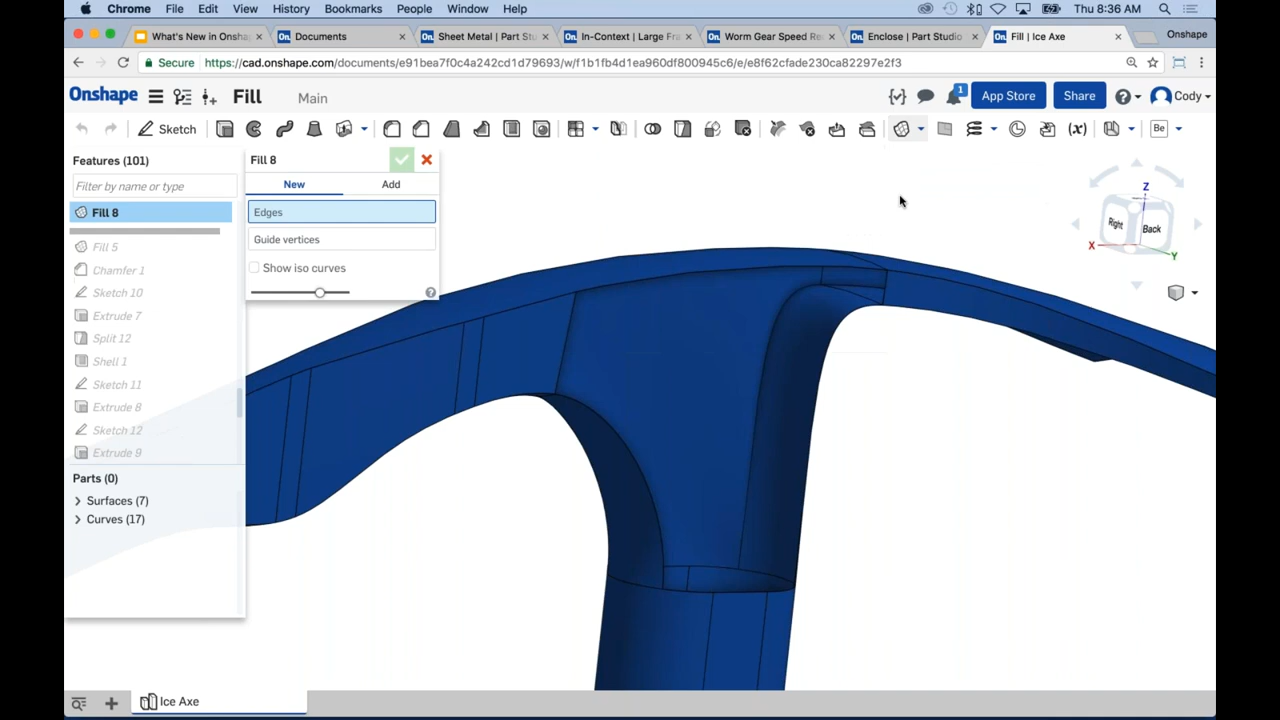 Chrome File Edit View History Bookmarks People Window Help Thu 8:36 AM
What's New in Onsha Documents Sheet Metal | Part Stu In-Context | Large Fra Worm Gear Speed Re Enclose | Part Studio Fill | Ice Axe Onshape
Secure https://cad.onshape.com/documents/e91bea7f0c4a242cd1d79693/w/f1b1fb4d1ea960df800945c6/e/e8f62cfade230ca82297e2f3
Onshape Fill Main 1 App Store Share Cody
Sketch (x) Be
Features (101)
Filter by name or type
Fill 8
Fill 5
Chamfer 1
Sketch 10
Extrude 7
Split 12
Shell 1
Sketch 11
Extrude 8
Sketch 12
Extrude 9
Parts (0)
Surfaces (7)
Curves (17)
Fill 8
New Add
Edges
Guide vertices
Show iso curves
Z
Right Back
X Y
Ice Axe